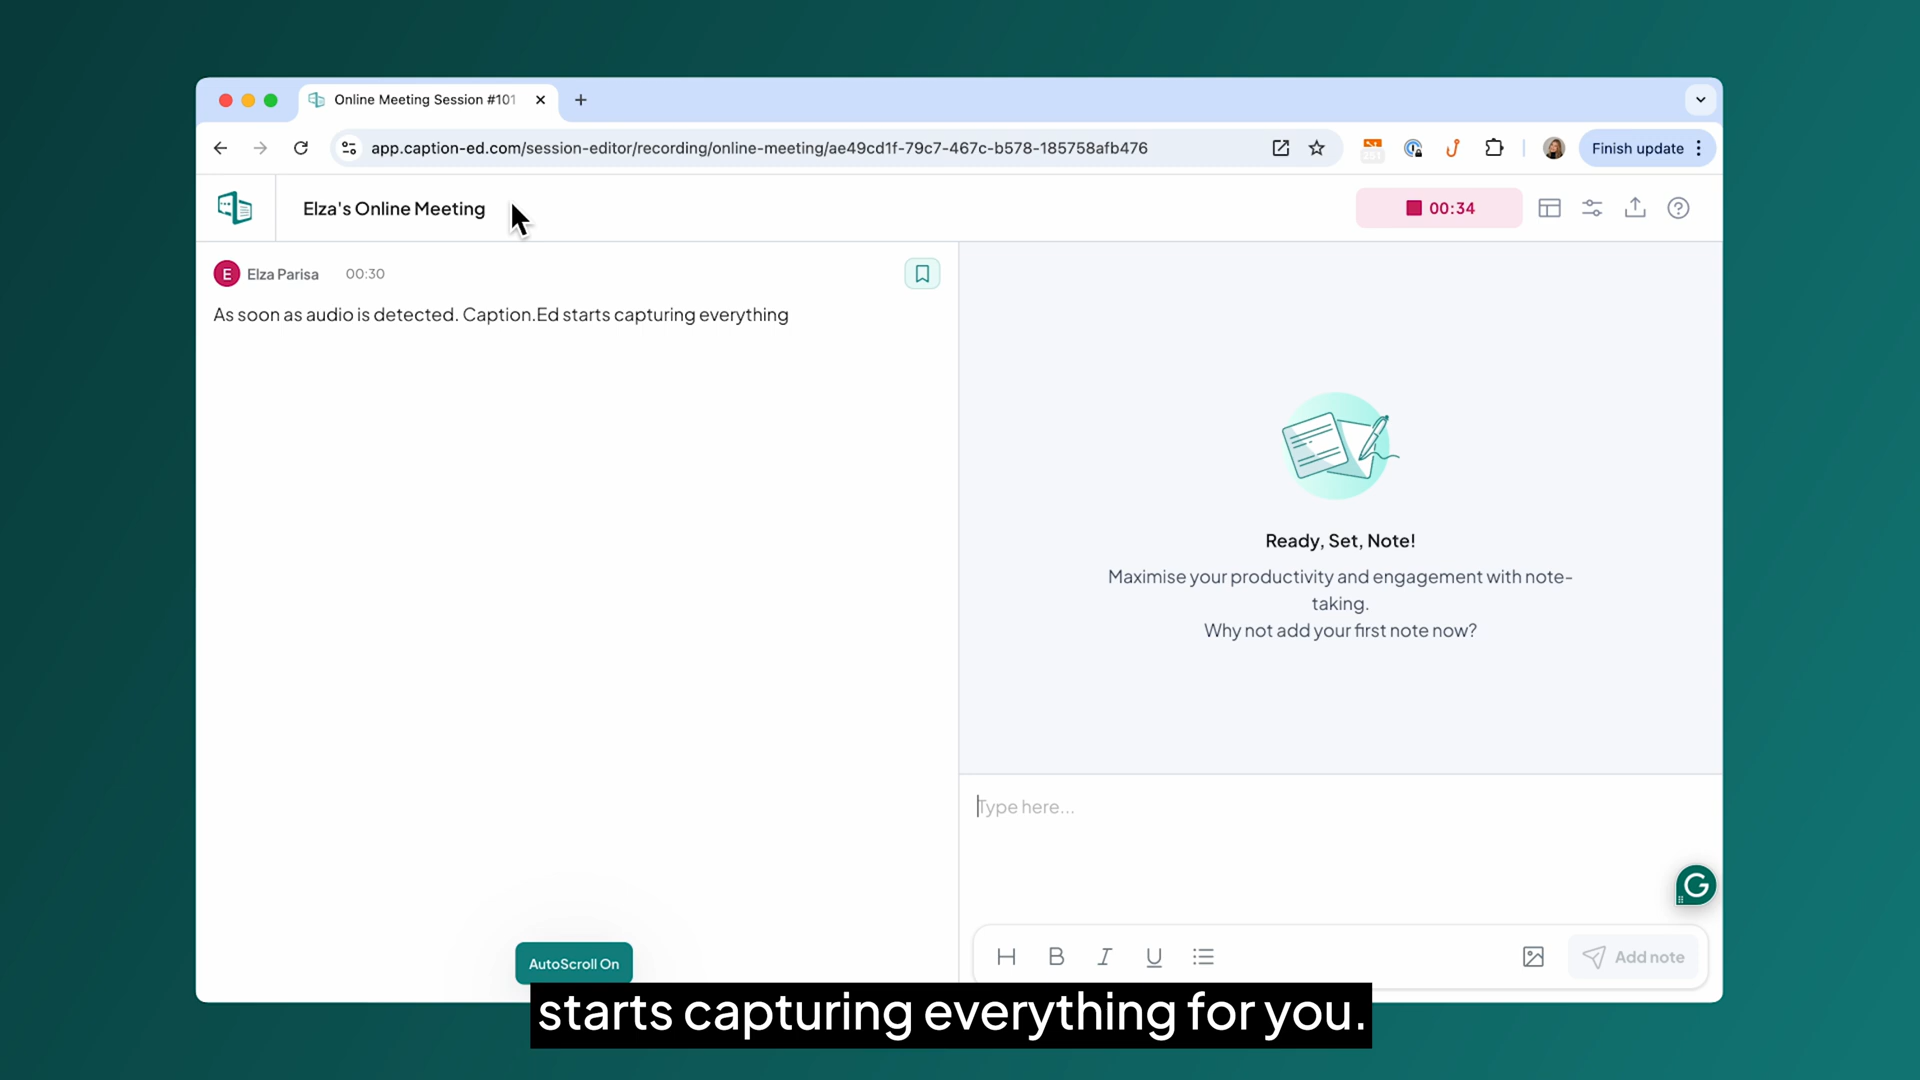 Online Meeting Session #101
app.caption-ed.com/session-editor/recording/online-meeting/ae49cd1f-79c7-467c-b578-185758afb476
Finish update
Elza's Online Meeting
00:34
E
Elza Parisa
00:30
As soon as audio is detected. Caption.Ed starts capturing everything
Ready, Set, Note!
Maximise your productivity and engagement with note-
taking.
Why not add your first note now?
Type here...
G
H B I U
Add note
AutoScroll On
starts capturing everything for you.